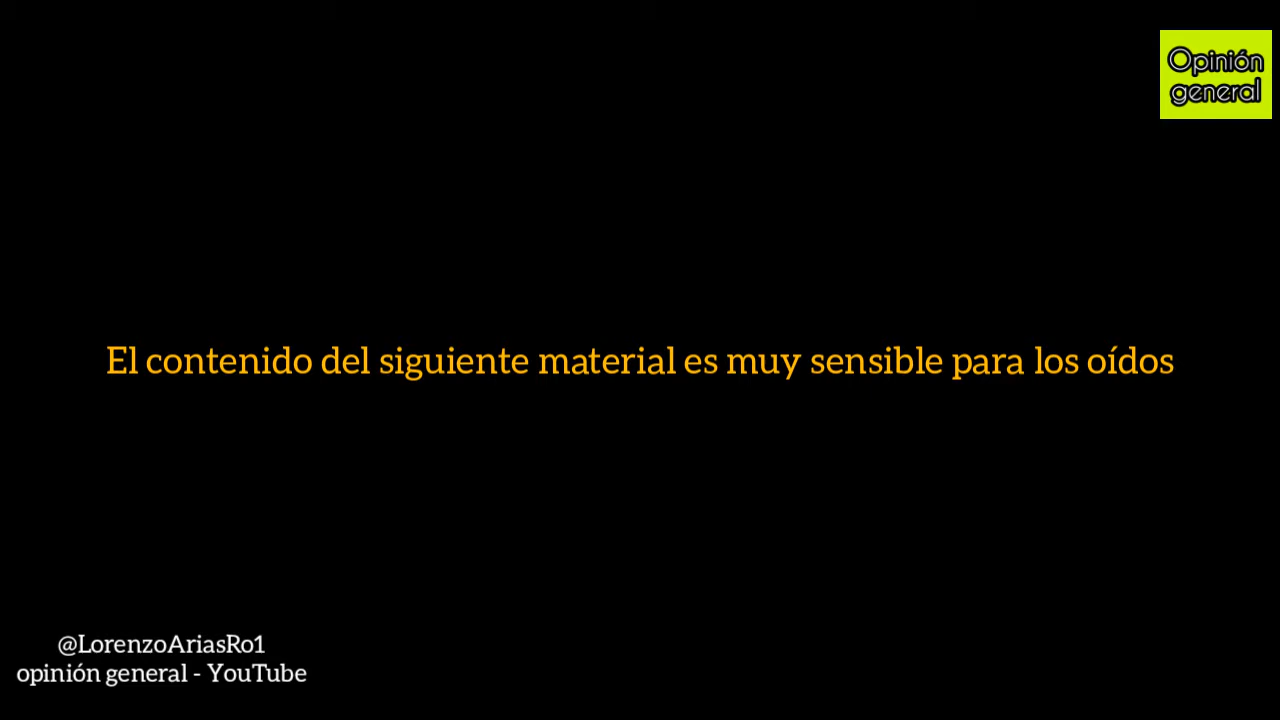 Opinión
general
El contenido del siguiente material es muy sensible para los oídos
@LorenzoAriasRo1
opinión general - YouTube